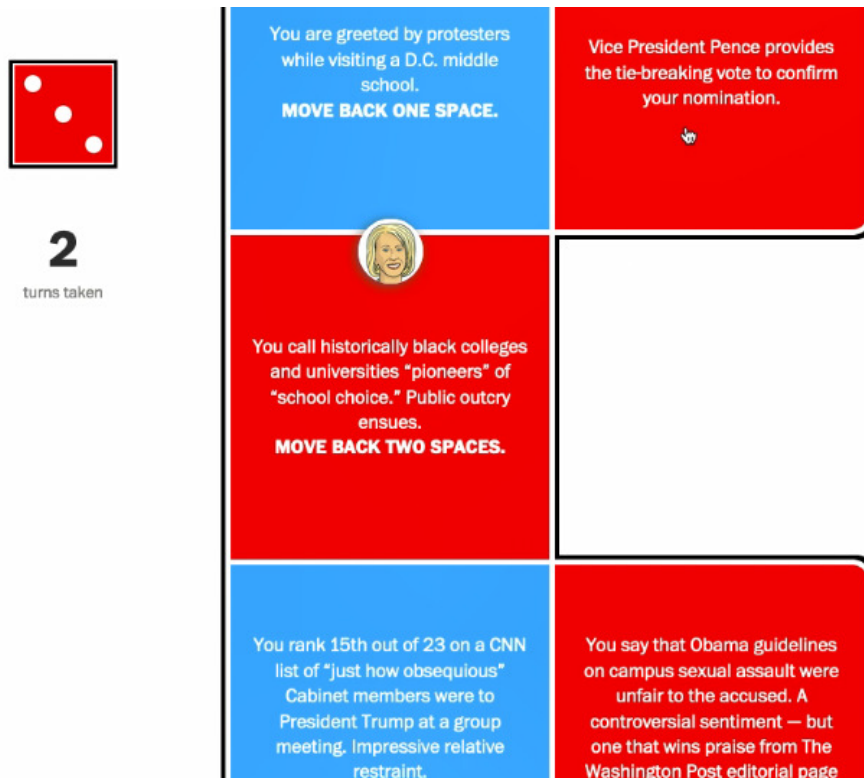 You are greeted by protesters
while visiting a D.C. middle
school.
MOVE BACK ONE SPACE.
Vice President Pence provides
the tie-breaking vote to confirm
your nomination.
2
turns taken
You call historically black colleges
and universities “pioneers” of
“school choice.” Public outcry
ensues.
MOVE BACK TWO SPACES.
You rank 15th out of 23 on a CNN
list of “just how obsequious”
Cabinet members were to
President Trump at a group
meeting. Impressive relative
restraint.
You say that Obama guidelines
on campus sexual assault were
unfair to the accused. A
controversial sentiment — but
one that wins praise from The
Washington Post editorial page